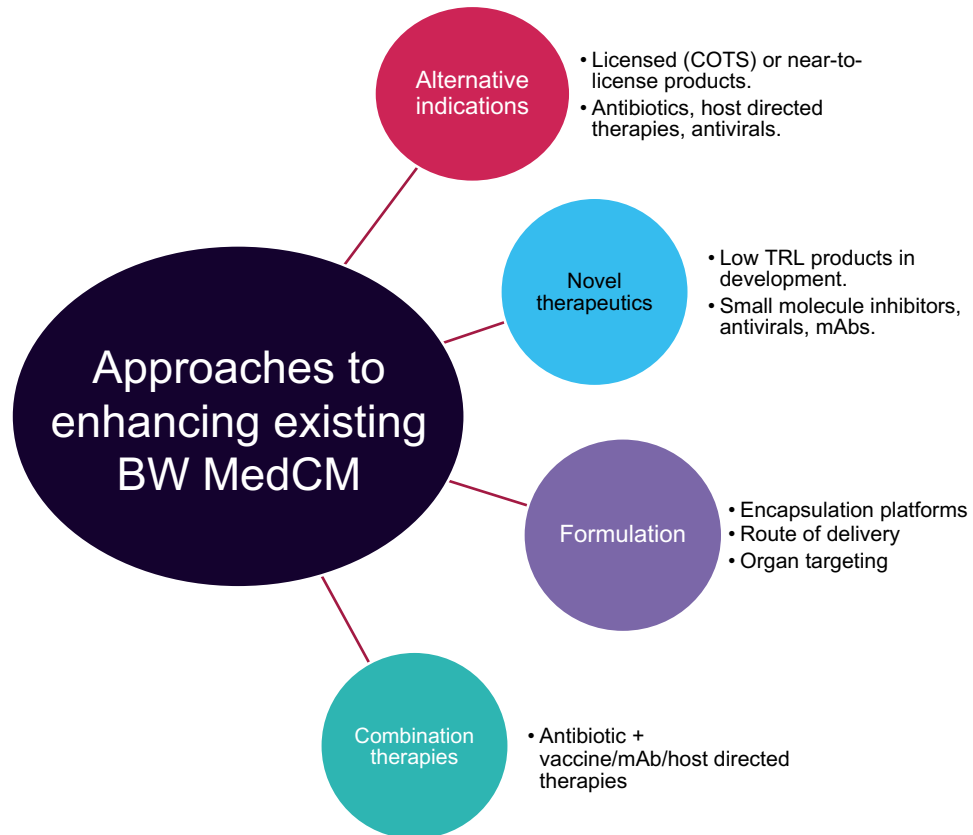 Alternative
indications
• Licensed (COTS) or near-to-
license products.
• Antibiotics, host directed
therapies, antivirals.
Novel
therapeutics
• Low TRL products in
development.
• Small molecule inhibitors,
antivirals, mAbs.
Approaches to
enhancing existing
BW MedCM
Formulation
• Encapsulation platforms
• Route of delivery
• Organ targeting
Combination
therapies
• Antibiotic +
vaccine/mAb/host directed
therapies